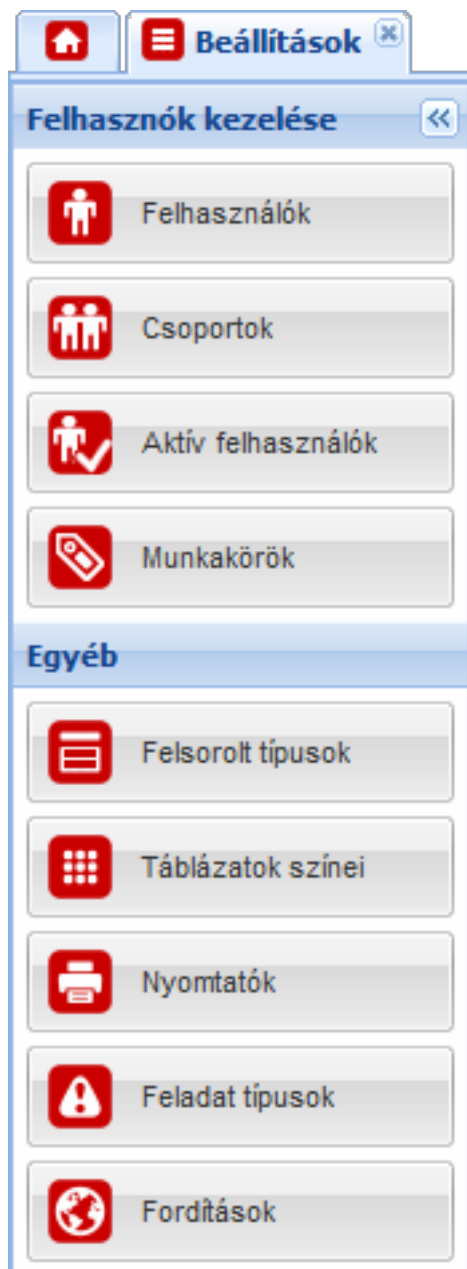 Beállítások
Felhasznók kezelése
Felhasználók
Csoportok
Aktív felhasználók
Munkakörök
Egyéb
Felsorolt típusok
Táblázatok színei
Nyomtatók
Feladat típusok
Fordítások